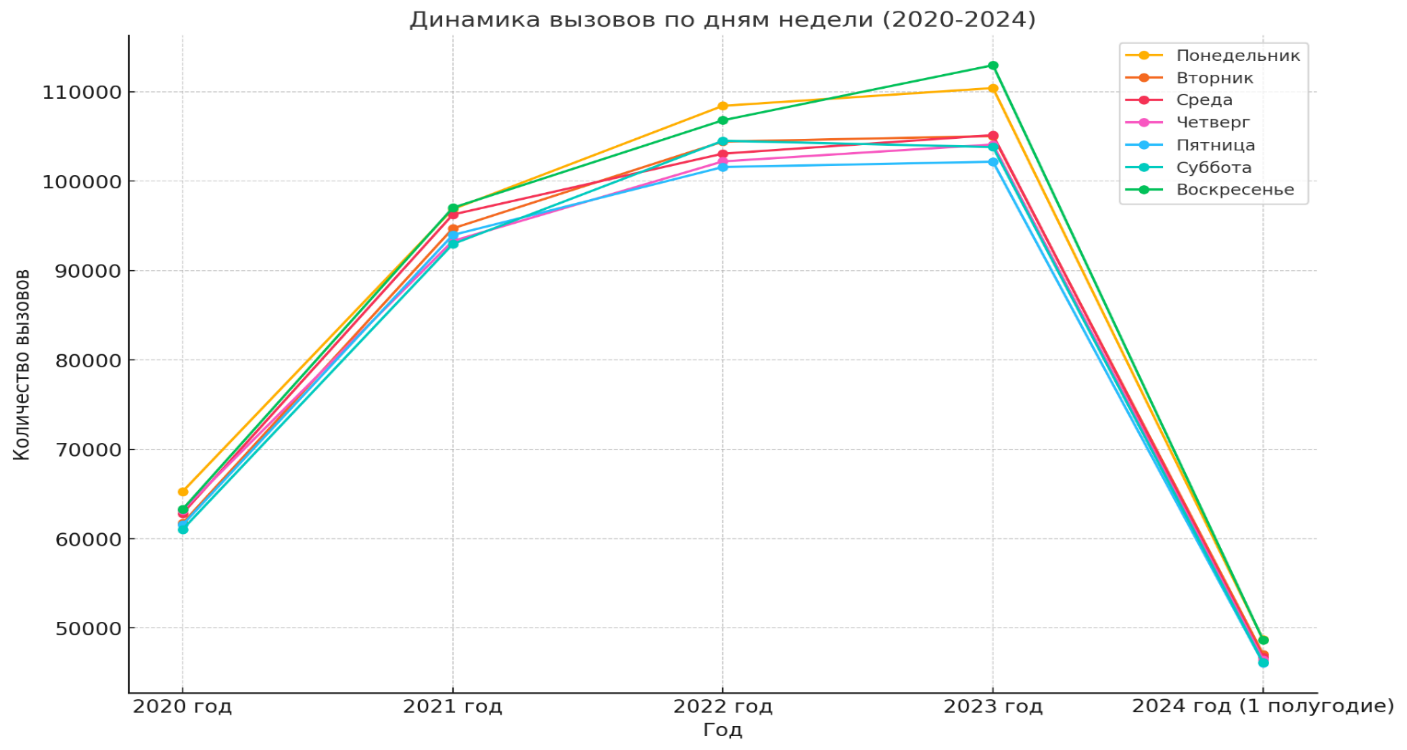 Динамика вызовов по дням недели (2020-2024)
Количество вызовов
110000
100000
90000
80000
70000
60000
50000
Понедельник
Вторник
Среда
Четверг
Пятница
Суббота
Воскресенье
2020 год
2021 год
2022 год
2023 год
2024 год (1 полугодие)
Год